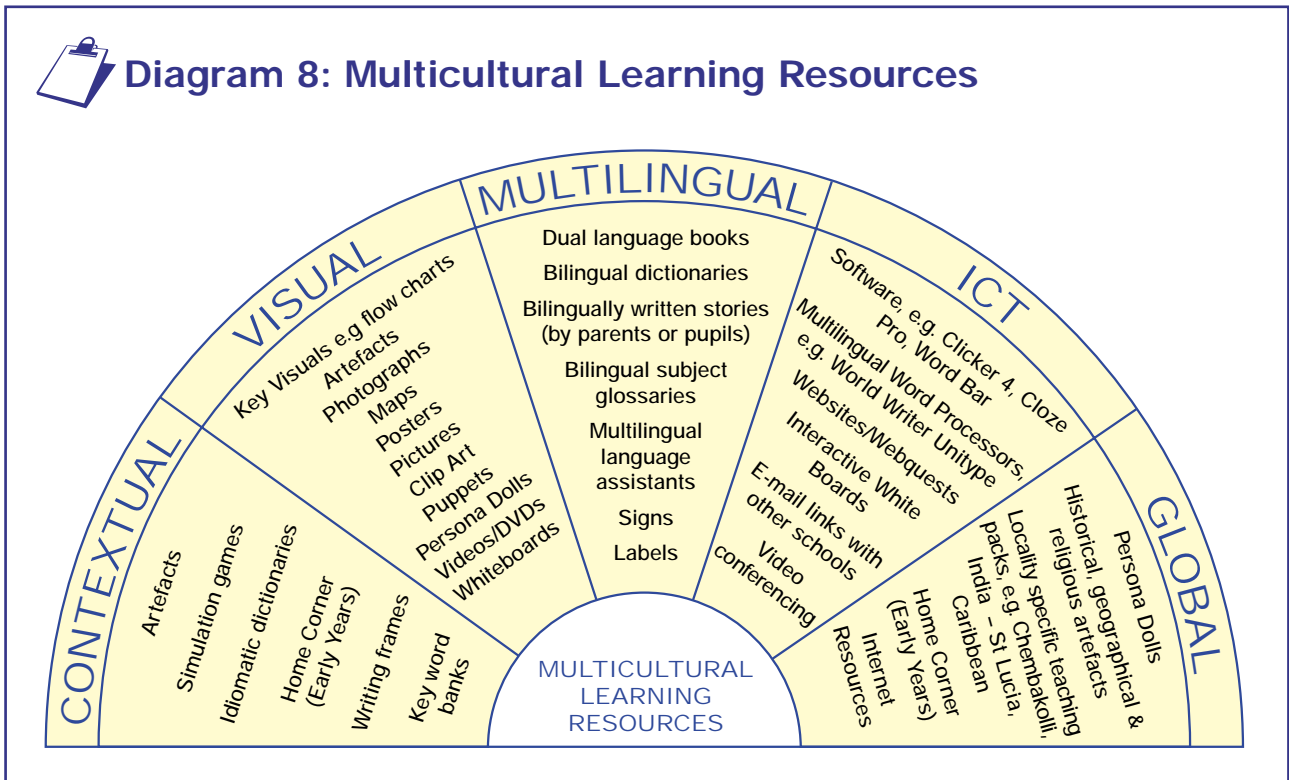 Diagram 8: Multicultural Learning Resources
CONTEXTUAL
Artefacts
Simulation games
Idiomatic dictionaries
Home Corner
(Early Years)
Writing frames
Key word
banks
VISUAL
Key Visuals e.g flow charts
Artefacts
Photographs
Maps
Posters
Pictures
Clip Art
Puppets
Persona Dolls
Videos/DVDs
Whiteboards
MULTILINGUAL
Dual language books
Bilingual dictionaries
Bilingually written stories
(by parents or pupils)
Bilingual subject
glossaries
Multilingual
language
assistants
Signs
Labels
ICT
Software, e.g. Clicker 4, Cloze
Pro, Word Bar
Multilingual Word Processors,
e.g. World Writer Unitype
Websites/Webquests
Interactive White
Boards
E-mail links with
other schools
Video
conferencing
GLOBAL
Persona Dolls
Historical, geographical &
religious artefacts
Locality specific teaching
packs, e.g. Chembakolli,
India – St Lucia,
Caribbean
Home Corner
(Early Years)
Internet
Resources
MULTICULTURAL
LEARNING
RESOURCES